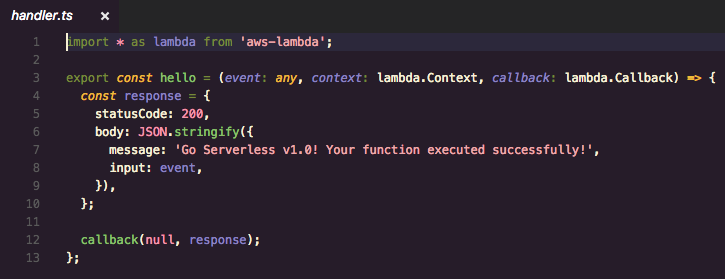 handler.ts ×
1 import * as lambda from 'aws-lambda';
2
3 export const hello = (event: any, context: lambda.Context, callback: lambda.Callback) => {
4   const response = {
5     statusCode: 200,
6     body: JSON.stringify({
7       message: 'Go Serverless v1.0! Your function executed successfully!',
8       input: event,
9     }),
10   };
11
12   callback(null, response);
13 };